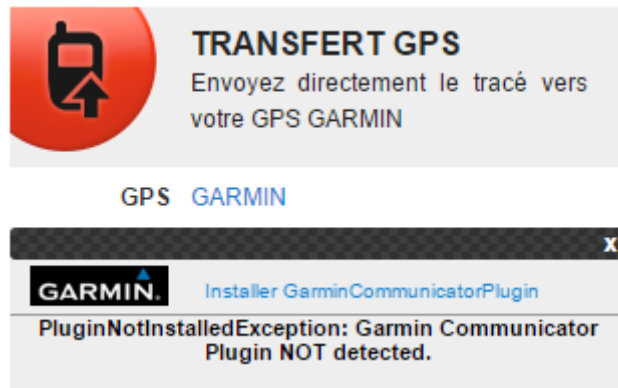 TRANSFERT GPS
Envoyez directement le tracé vers
votre GPS GARMIN
GPS GARMIN
x
GARMIN.
Installer GarminCommunicatorPlugin
PluginNotInstalledException: Garmin Communicator
Plugin NOT detected.